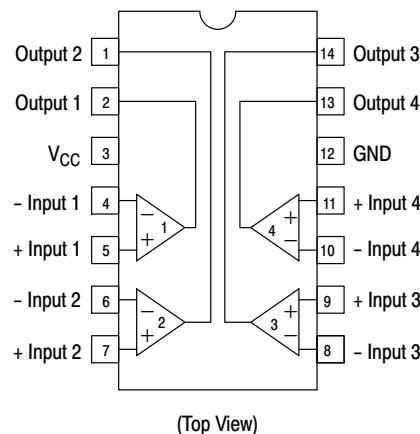 Output 2 1 14 Output 3
Output 1 2 13 Output 4
VCC 3 12 GND
– Input 1 4 – + 11 + Input 4
1 4
+ Input 1 5 + – 10 – Input 4
– Input 2 6 – + 9 + Input 3
2 3
+ Input 2 7 + – 8 – Input 3
(Top View)